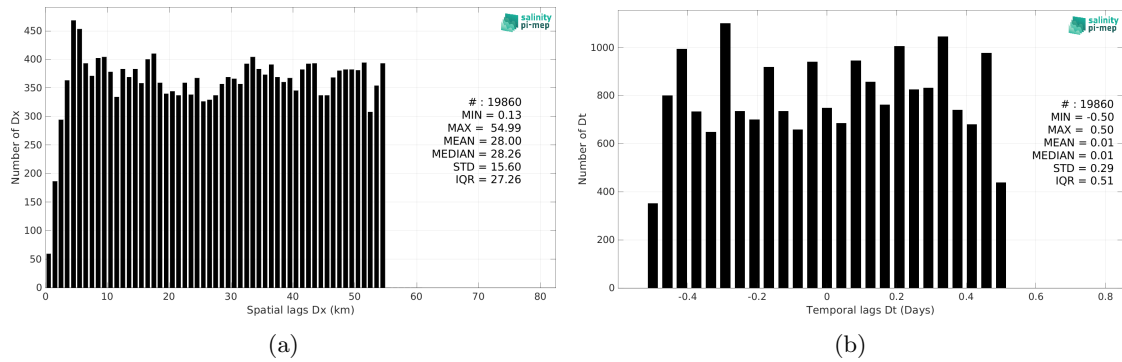 salinity
pi-mep
450
400
350
300
250
200
150
100
50
0
Number of Dx
# : 19860
MIN = 0.13
MAX = 54.99
MEAN = 28.00
MEDIAN = 28.26
STD = 15.60
IQR = 27.26
0 10 20 30 40 50 60 70 80
Spatial lags Dx (km)
(a)
salinity
pi-mep
1000
800
600
400
200
0
Number of Dt
# : 19860
MIN = -0.50
MAX = 0.50
MEAN = 0.01
MEDIAN = 0.01
STD = 0.29
IQR = 0.51
-0.4 -0.2 0 0.2 0.4 0.6 0.8
Temporal lags Dt (Days)
(b)